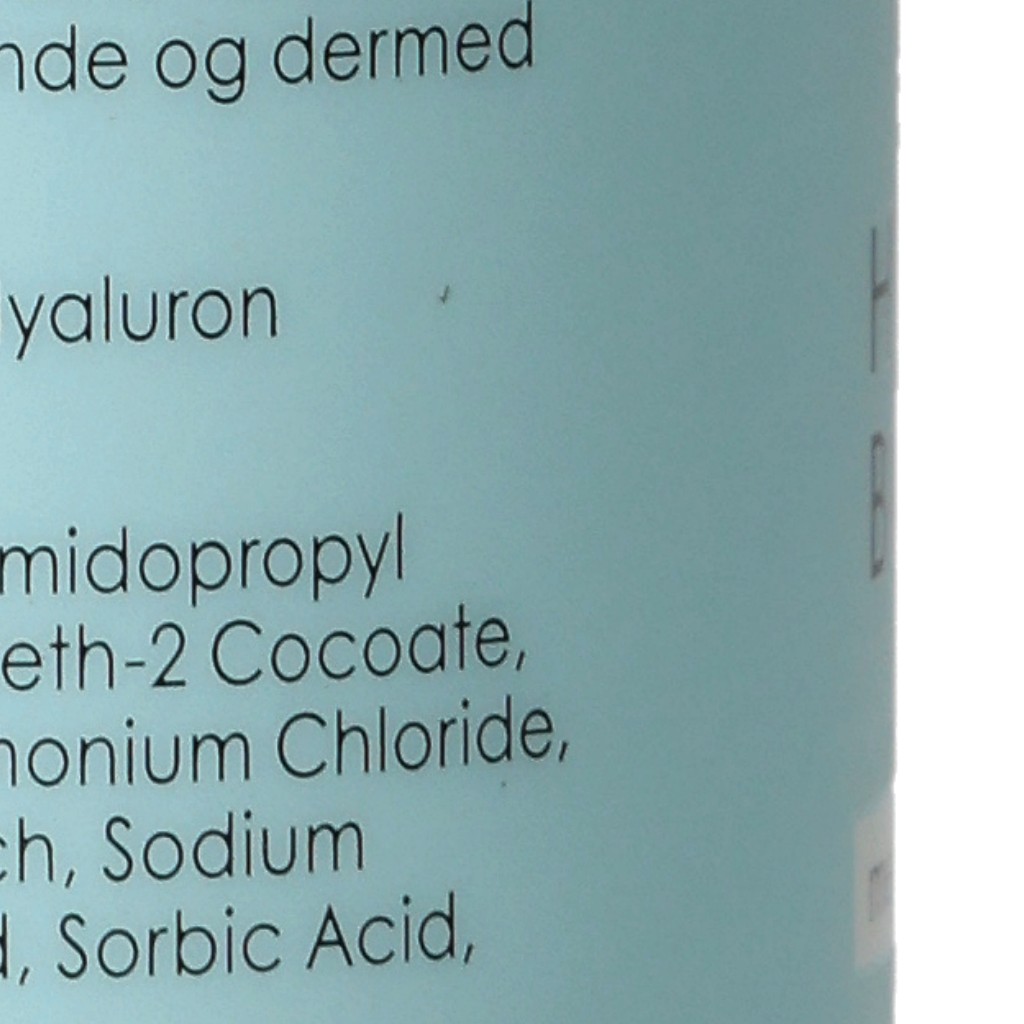 nde og dermed
yaluron
midopropyl
eth-2 Cocoate,
nonium Chloride,
ch, Sodium
d, Sorbic Acid,
H
B